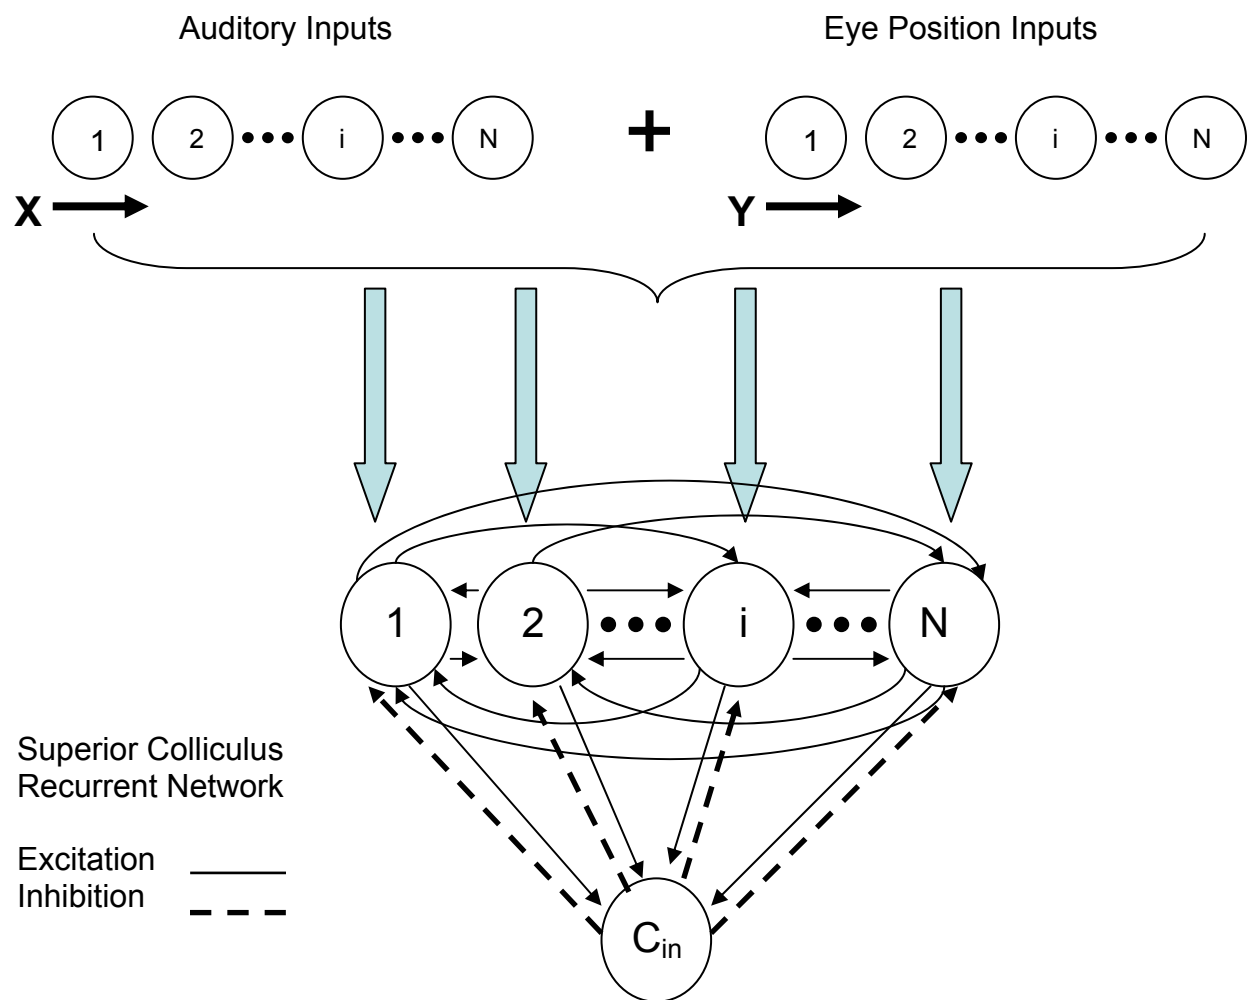 Auditory Inputs Eye Position Inputs
1 2 ••• i ••• N + 1 2 ••• i ••• N
X Y
1 2 ••• i ••• N
Superior Colliculus
Recurrent Network
Excitation
Inhibition
Cin